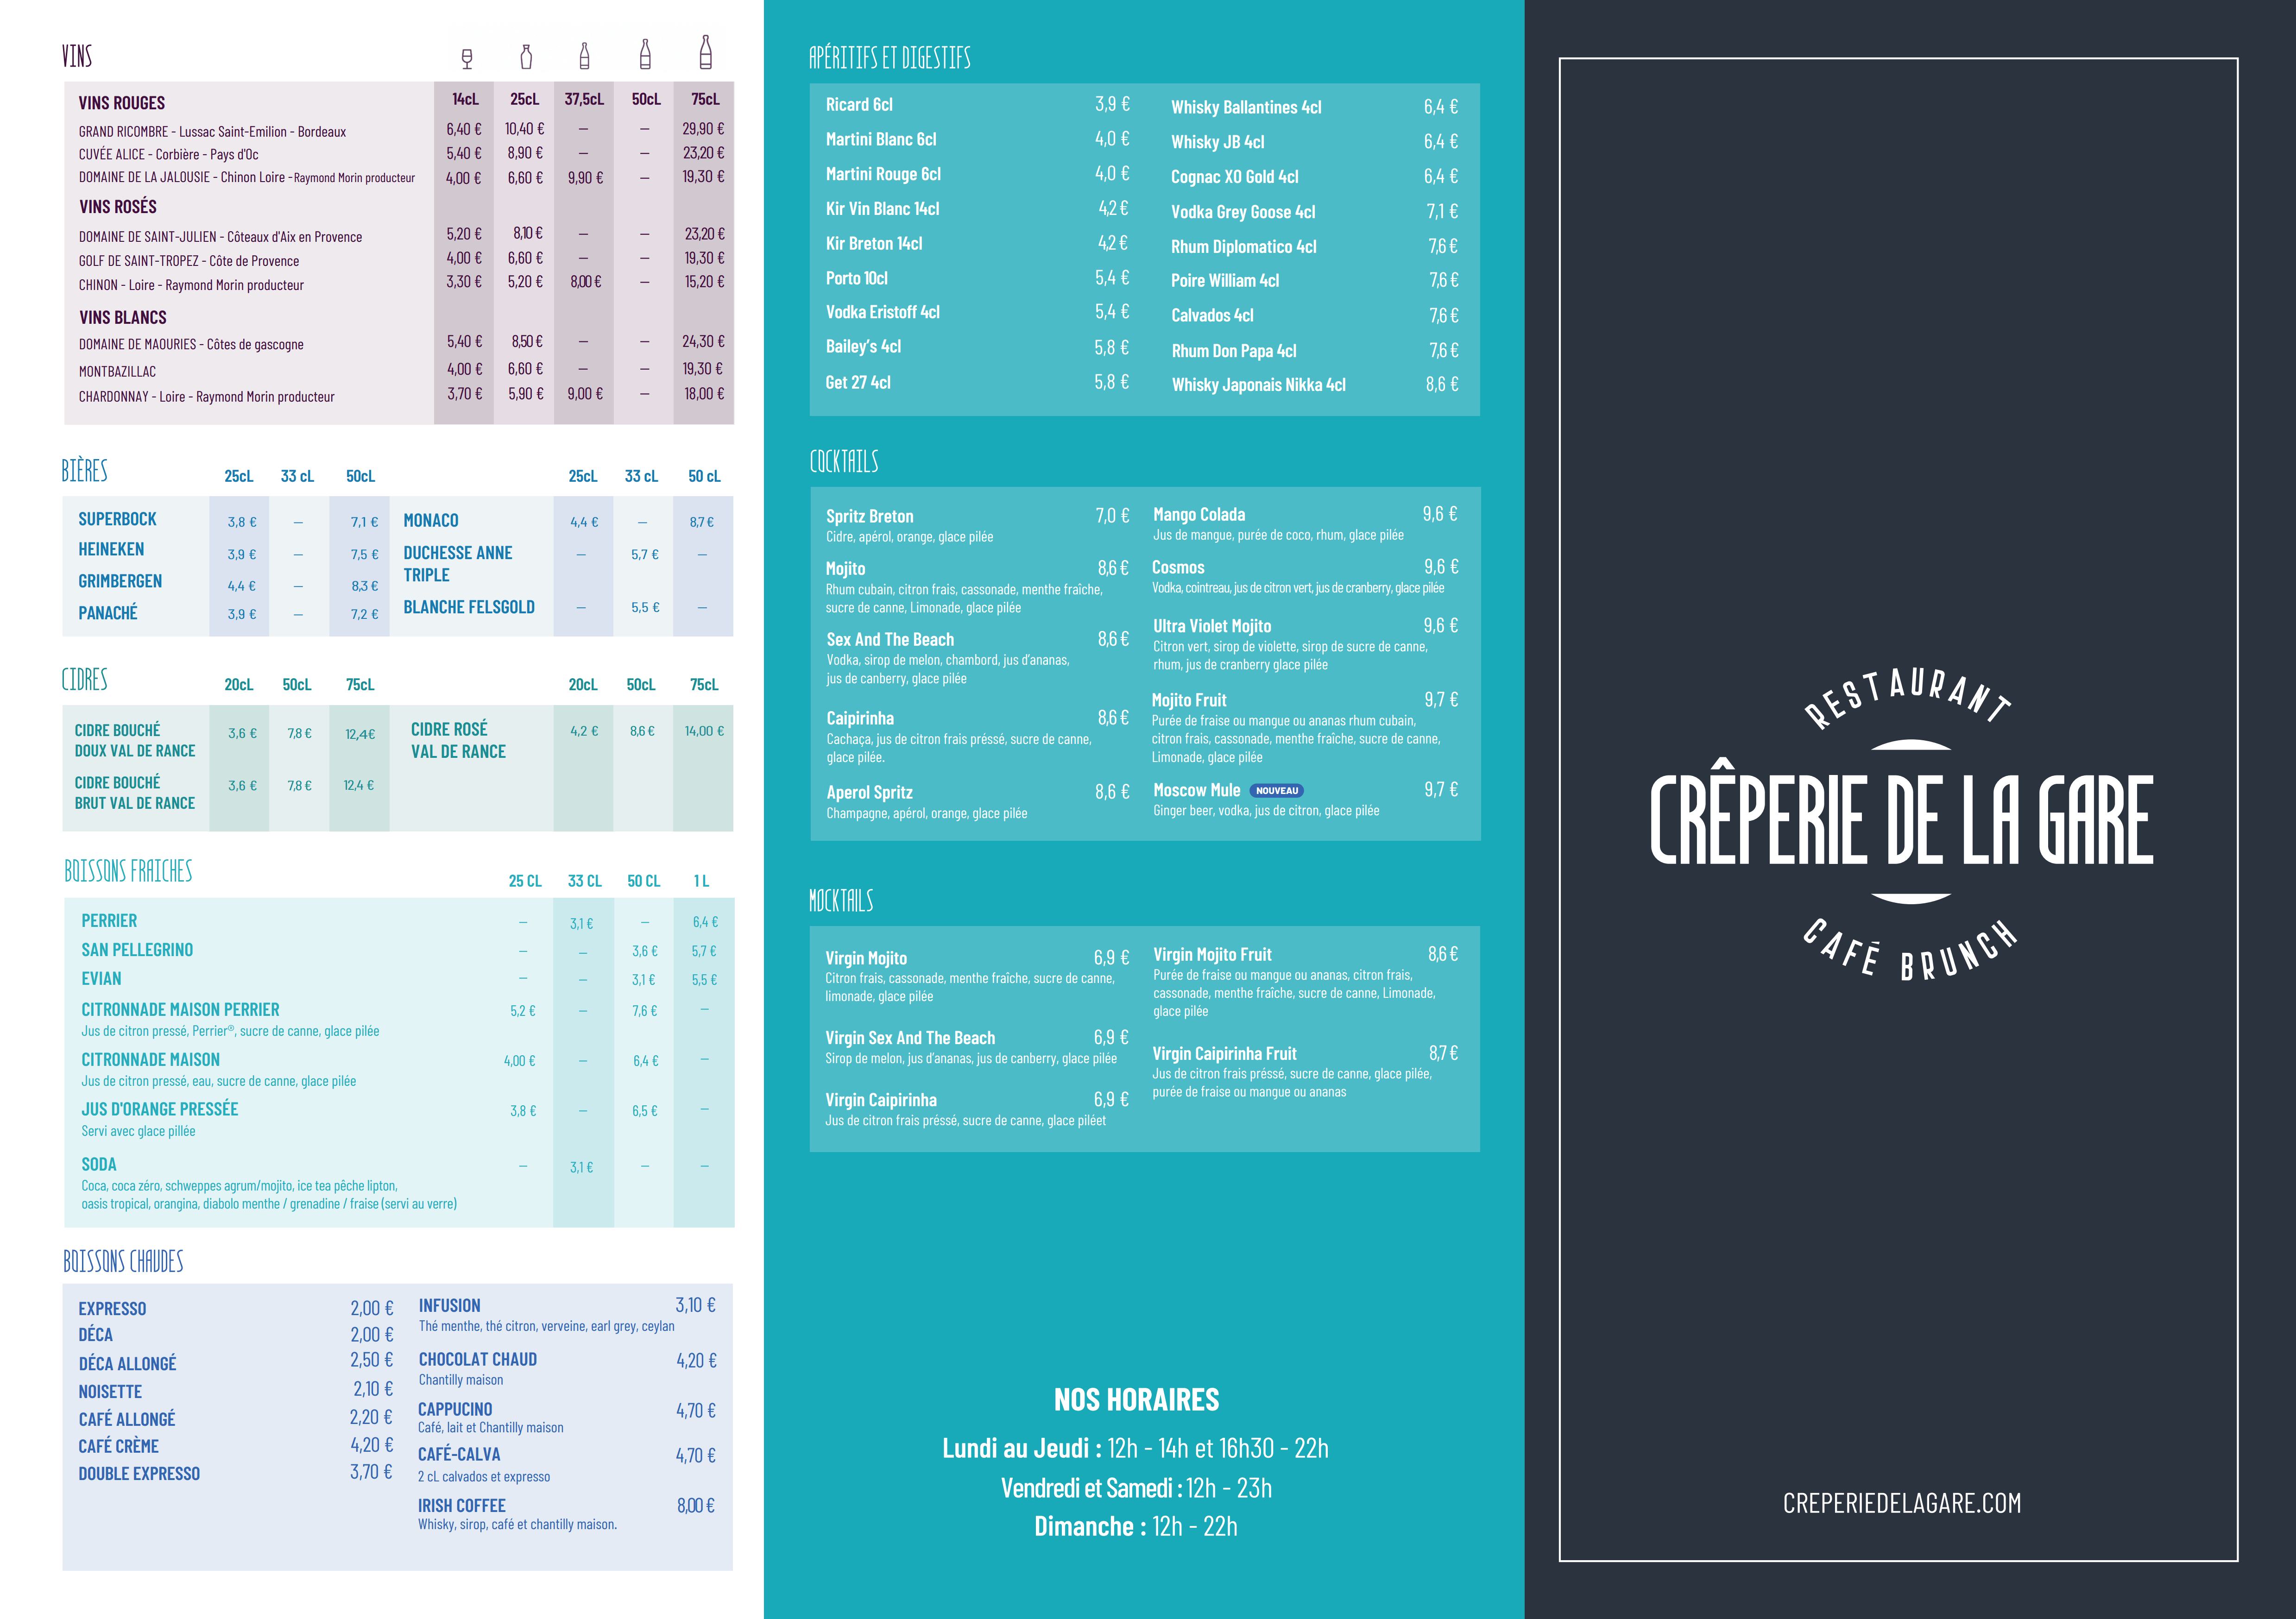 VINS
VINS ROUGES 14cL 25cL 37,5cL 50cL 75cL
GRAND RICOMBRE - Lussac Saint-Emilion - Bordeaux 6,40 € 10,40 € – – 29,90 €
CUVÉE ALICE - Corbière - Pays d'Oc 5,40 € 8,90 € – – 23,20 €
DOMAINE DE LA JALOUSIE - Chinon Loire - Raymond Morin producteur 4,00 € 6,60 € 9,90 € – 19,30 €
VINS ROSÉS
DOMAINE DE SAINT-JULIEN - Côteaux d'Aix en Provence 5,20 € 8,10 € – – 23,20 €
GOLF DE SAINT-TROPEZ - Côte de Provence 4,00 € 6,60 € – – 19,30 €
CHINON - Loire - Raymond Morin producteur 3,30 € 5,20 € 8,00 € – 15,20 €
VINS BLANCS
DOMAINE DE MAOURIES - Côtes de gascogne 5,40 € 8,50 € – – 24,30 €
MONTBAZILLAC 4,00 € 6,60 € – – 19,30 €
CHARDONNAY - Loire - Raymond Morin producteur 3,70 € 5,90 € 9,00 € – 18,00 €
BIÈRES 25cL 33 cL 50cL 25cL 33 cL 50 cL
SUPERBOCK 3,8 € – 7,1 €
HEINEKEN 3,9 € – 7,5 €
GRIMBERGEN 4,4 € – 8,3 €
PANACHÉ 3,9 € – 7,2 €
MONACO 4,4 € – 8,7 €
DUCHESSE ANNE – 5,7 € –
TRIPLE
BLANCHE FELSGOLD – 5,5 € –
CIDRES 20cL 50cL 75cL 20cL 50cL 75cL
CIDRE BOUCHÉ
DOUX VAL DE RANCE 3,6 € 7,8 € 12,4€
CIDRE BOUCHÉ
BRUT VAL DE RANCE 3,6 € 7,8 € 12,4 €
CIDRE ROSÉ 4,2 € 8,6 € 14,00 €
VAL DE RANCE
BOISSONS FRAICHES 25 CL 33 CL 50 CL 1 L
PERRIER – 3,1 € – 6,4 €
SAN PELLEGRINO – – 3,6 € 5,7 €
EVIAN – – 3,1 € 5,5 €
CITRONNADE MAISON PERRIER 5,2 € – 7,6 € –
Jus de citron pressé, Perrier®, sucre de canne, glace pilée
CITRONNADE MAISON 4,00 € – 6,4 € –
Jus de citron pressé, eau, sucre de canne, glace pilée
JUS D'ORANGE PRESSÉE 3,8 € – 6,5 € –
Servi avec glace pillée
SODA – 3,1 € – –
Coca, coca zéro, schweppes agrum/mojito, ice tea pêche lipton,
oasis tropical, orangina, diabolo menthe / grenadine / fraise (servi au verre)
BOISSONS CHAUDES
EXPRESSO 2,00 €
DÉCA 2,00 €
DÉCA ALLONGÉ 2,50 €
NOISETTE 2,10 €
CAFÉ ALLONGÉ 2,20 €
CAFÉ CRÈME 4,20 €
DOUBLE EXPRESSO 3,70 €
INFUSION 3,10 €
Thé menthe, thé citron, verveine, earl grey, ceylan
CHOCOLAT CHAUD 4,20 €
Chantilly maison
CAPPUCINO 4,70 €
Café, lait et Chantilly maison
CAFÉ-CALVA 4,70 €
2 cL calvados et expresso
IRISH COFFEE 8,00 €
Whisky, sirop, café et chantilly maison.
APÉRITIFS ET DIGESTIFS
Ricard 6cl 3,9 €
Martini Blanc 6cl 4,0 €
Martini Rouge 6cl 4,0 €
Kir Vin Blanc 14cl 4,2 €
Kir Breton 14cl 4,2 €
Porto 10cl 5,4 €
Vodka Eristoff 4cl 5,4 €
Bailey's 4cl 5,8 €
Get 27 4cl 5,8 €
Whisky Ballantines 4cl 6,4 €
Whisky JB 4cl 6,4 €
Cognac XO Gold 4cl 6,4 €
Vodka Grey Goose 4cl 7,1 €
Rhum Diplomatico 4cl 7,6 €
Poire William 4cl 7,6 €
Calvados 4cl 7,6 €
Rhum Don Papa 4cl 7,6 €
Whisky Japonais Nikka 4cl 8,6 €
COCKTAILS
Spritz Breton 7,0 €
Cidre, apérol, orange, glace pilée
Mojito 8,6 €
Rhum cubain, citron frais, cassonade, menthe fraîche,
sucre de canne, Limonade, glace pilée
Sex And The Beach 8,6 €
Vodka, sirop de melon, chambord, jus d'ananas,
jus de canberry, glace pilée
Caipirinha 8,6 €
Cachaça, jus de citron frais préssé, sucre de canne,
glace pilée.
Aperol Spritz 8,6 €
Champagne, apérol, orange, glace pilée
Mango Colada 9,6 €
Jus de mangue, purée de coco, rhum, glace pilée
Cosmos 9,6 €
Vodka, cointreau, jus de citron vert, jus de cranberry, glace pilée
Ultra Violet Mojito 9,6 €
Citron vert, sirop de violette, sirop de sucre de canne,
rhum, jus de cranberry glace pilée
Mojito Fruit 9,7 €
Purée de fraise ou mangue ou ananas rhum cubain,
citron frais, cassonade, menthe fraîche, sucre de canne,
Limonade, glace pilée
Moscow Mule NOUVEAU 9,7 €
Ginger beer, vodka, jus de citron, glace pilée
MOCKTAILS
Virgin Mojito 6,9 €
Citron frais, cassonade, menthe fraîche, sucre de canne,
limonade, glace pilée
Virgin Sex And The Beach 6,9 €
Sirop de melon, jus d'ananas, jus de canberry, glace pilée
Virgin Caipirinha 6,9 €
Jus de citron frais préssé, sucre de canne, glace piléet
Virgin Mojito Fruit 8,6 €
Purée de fraise ou mangue ou ananas, citron frais,
cassonade, menthe fraîche, sucre de canne, Limonade,
glace pilée
Virgin Caipirinha Fruit 8,7 €
Jus de citron frais préssé, sucre de canne, glace pilée,
purée de fraise ou mangue ou ananas
NOS HORAIRES
Lundi au Jeudi : 12h - 14h et 16h30 - 22h
Vendredi et Samedi : 12h - 23h
Dimanche : 12h - 22h
RESTAURANT
CRÊPERIE DE LA GARE
CAFÉ BRUNCH
CREPERIEDELAGARE.COM